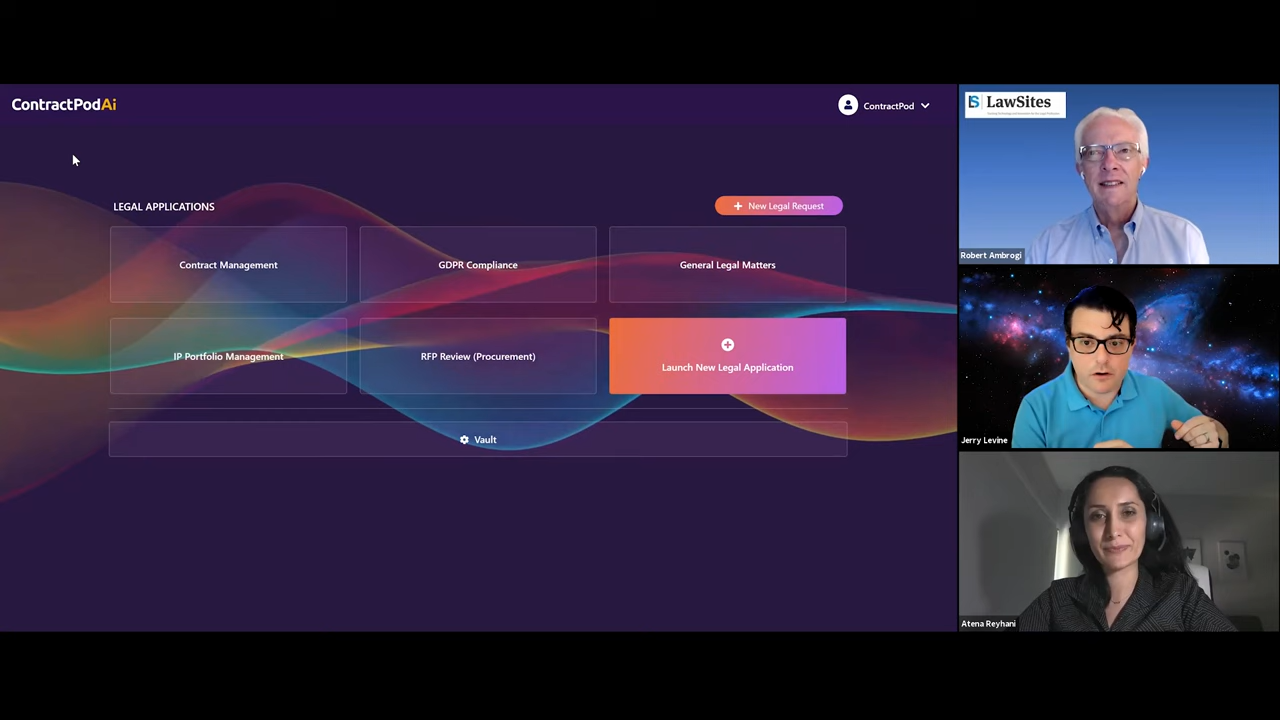 ContractPodAi
ContractPod
LEGAL APPLICATIONS
New Legal Request
Contract Management
GDPR Compliance
General Legal Matters
IP Portfolio Management
RFP Review (Procurement)
Launch New Legal Application
Vault
LS LawSites
Robert Ambrogi
Jerry Levine
Atena Reyhani